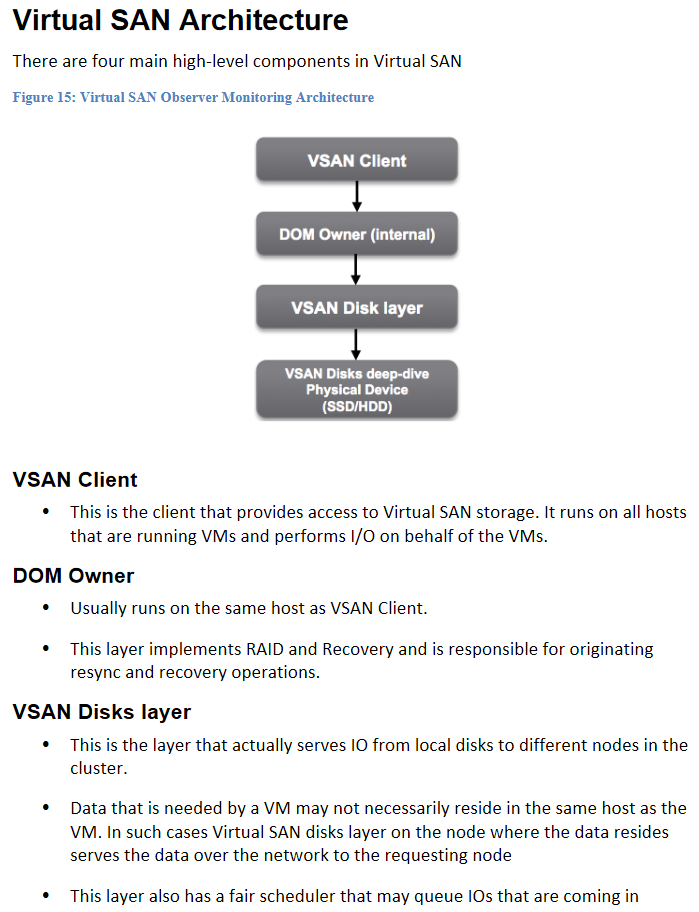 Virtual SAN Architecture
There are four main high-level components in Virtual SAN
Figure 15: Virtual SAN Observer Monitoring Architecture
VSAN Client
DOM Owner (internal)
VSAN Disk layer
VSAN Disks deep-dive
Physical Device
(SSD/HDD)
VSAN Client
• This is the client that provides access to Virtual SAN storage. It runs on all hosts
that are running VMs and performs I/O on behalf of the VMs.
DOM Owner
• Usually runs on the same host as VSAN Client.
• This layer implements RAID and Recovery and is responsible for originating
resync and recovery operations.
VSAN Disks layer
• This is the layer that actually serves IO from local disks to different nodes in the
cluster.
• Data that is needed by a VM may not necessarily reside in the same host as the
VM. In such cases Virtual SAN disks layer on the node where the data resides
serves the data over the network to the requesting node
• This layer also has a fair scheduler that may queue IOs that are coming in